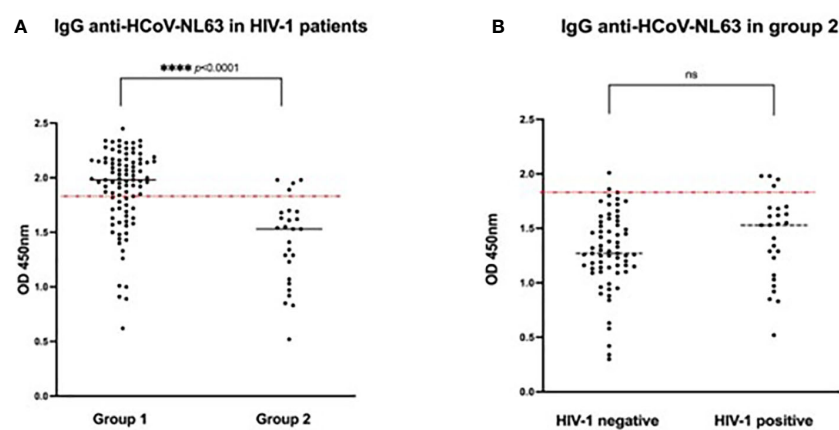 A IgG anti-HCoV-NL63 in HIV-1 patients
**** p<0.0001
2.5
2.0
1.5
1.0
0.5
0.0
OD 450nm
Group 1 Group 2
B IgG anti-HCoV-NL63 in group 2
ns
2.5
2.0
1.5
1.0
0.5
0.0
OD 450nm
HIV-1 negative HIV-1 positive